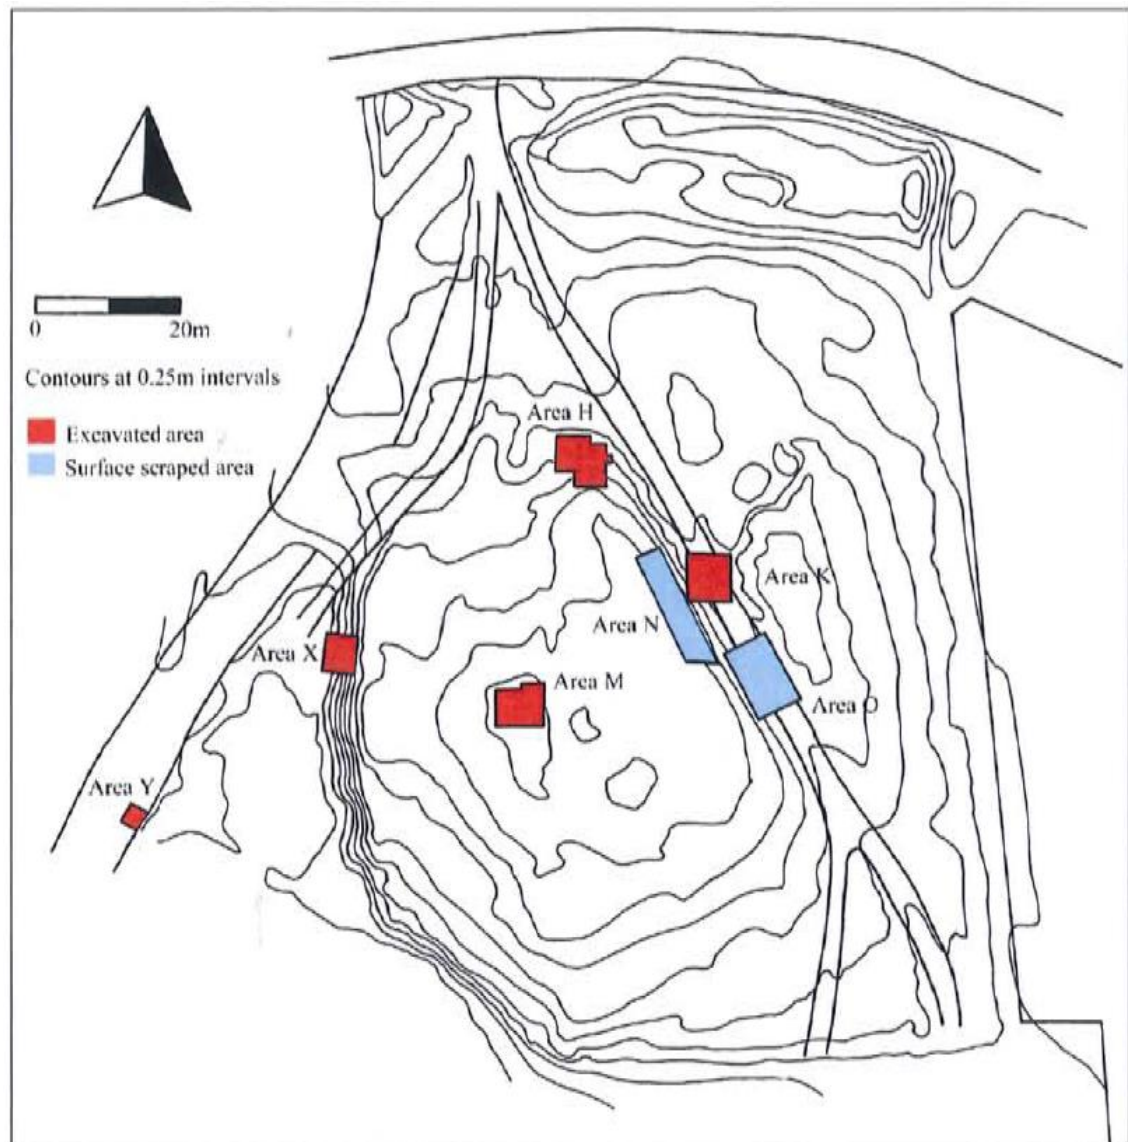 0
20m
Contours at 0.25m intervals
Excavated area
Surface scraped area
Area H
Area K
Area N
Area X
Area M
Area O
Area Y